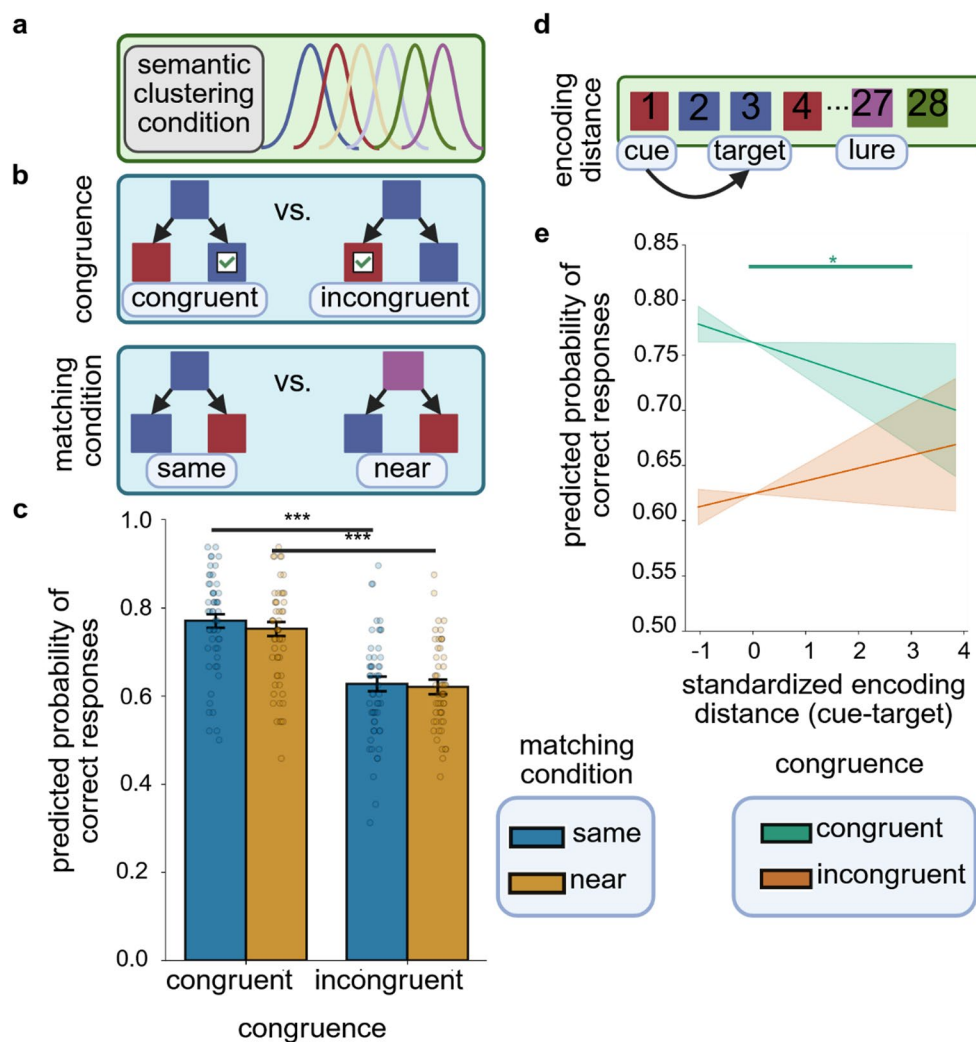 a
semantic
clustering
condition
b
congruence
vs.
congruent
incongruent
matching
condition
vs.
same
near
c
predicted probability of
correct responses
1.0
0.8
0.6
0.4
0.2
0.0
***
***
congruent
incongruent
congruence
d
encoding
distance
1 2 3 4 ... 27 28
cue
target
lure
e
predicted probability of
correct responses
0.85
0.80
0.75
0.70
0.65
0.60
0.55
0.50
*
-1 0 1 2 3 4
standardized encoding
distance (cue-target)
matching
condition
same
near
congruence
congruent
incongruent